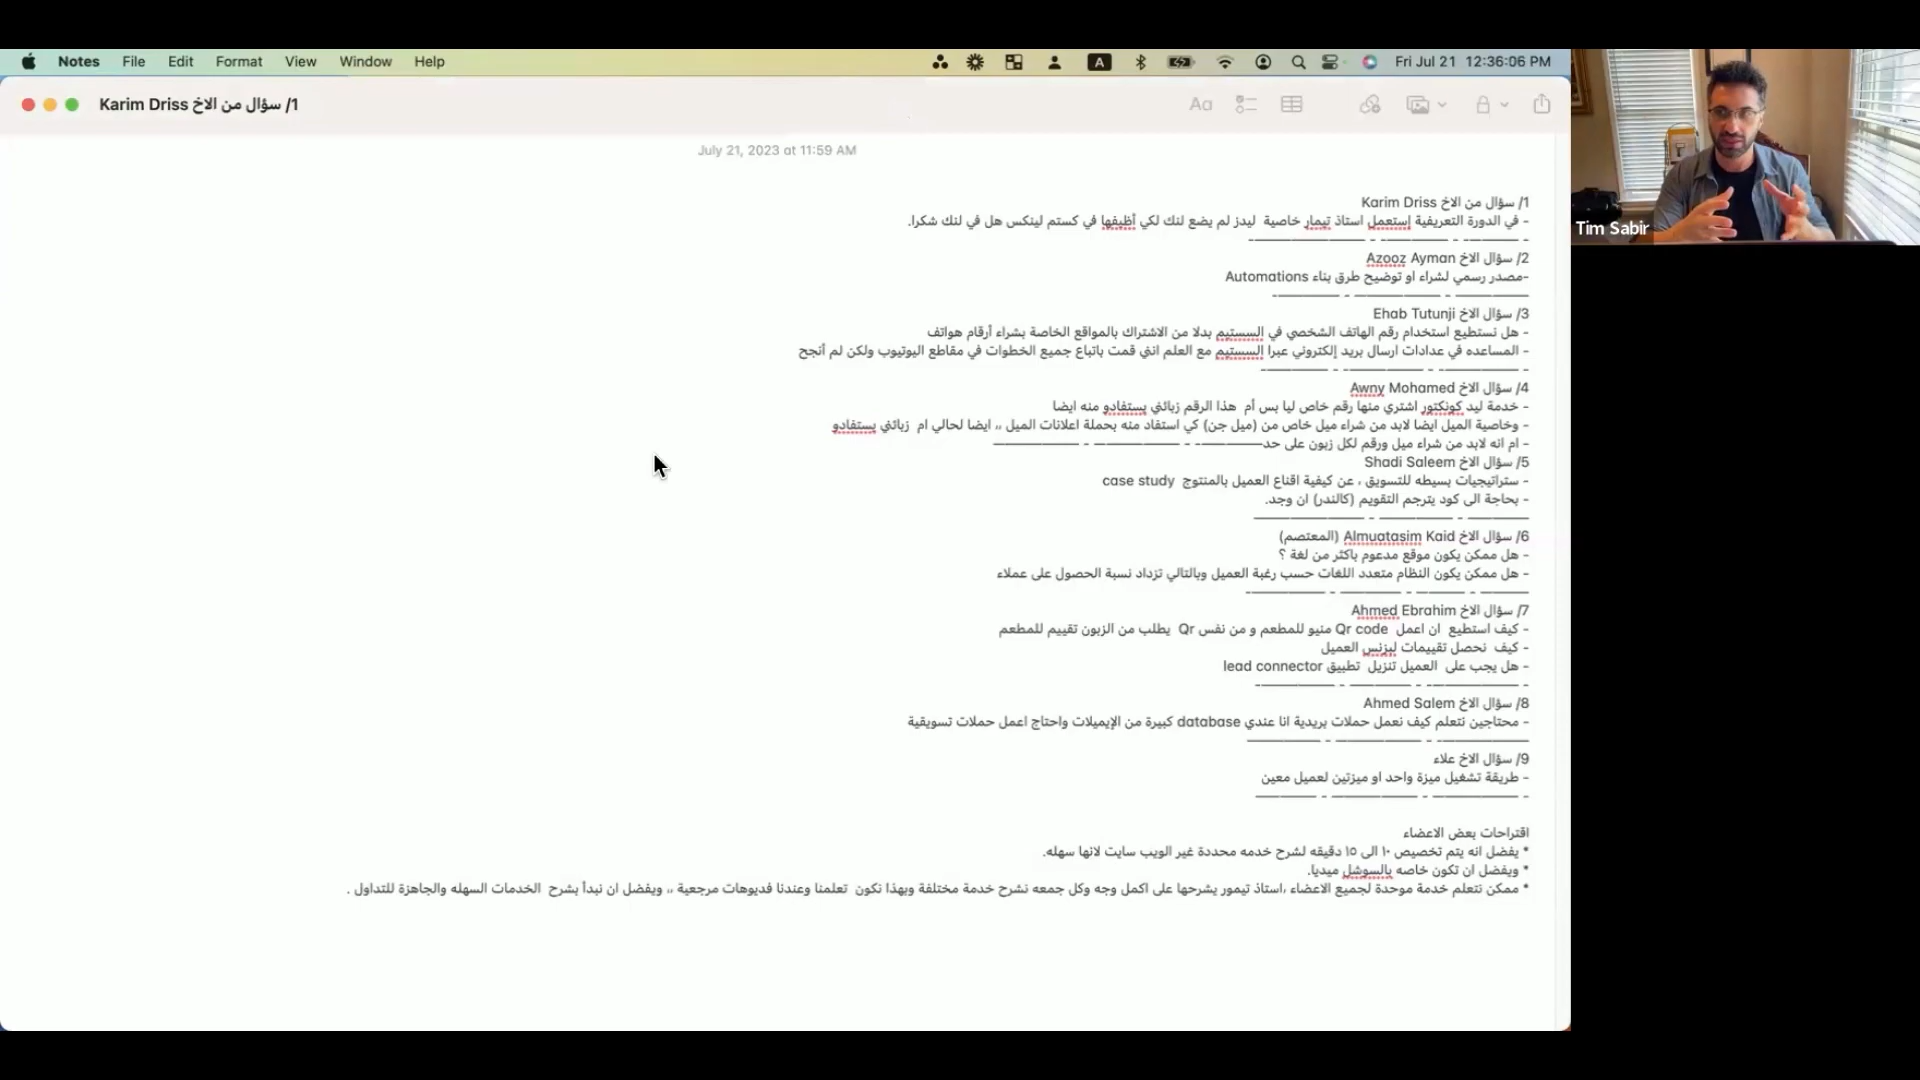 Notes File Edit Format View Window Help
A
Fri Jul 21 12:36:06 PM
1/ سؤال من الاخ Karim Driss
Aa
July 21, 2023 at 11:59 AM
1/ سؤال من الاخ Karim Driss
- في الدورة التعريفية إستعمل استاذ تيمار خاصية ليدز لم يضع لنك لكي أظيفها في كستم لينكس هل في لنك شكرا.
2/ سؤال الاخ Azooz Ayman
-مصدر رسمي لشراء او توضيح طرق بناء Automations
3/ سؤال الاخ Ehab Tutunji
- هل نستطيع استخدام رقم الهاتف الشخصي في السستيم بدلا من الاشتراك بالمواقع الخاصة بشراء أرقام هواتف
- المساعده في عدادات ارسال بريد إلكتروني عبرا السستيم مع العلم انني قمت باتباع جميع الخطوات في مقاطع اليوتيوب ولكن لم أنجح
4/ سؤال الاخ Awny Mohamed
- خدمة ليد كونكتور اشتري منها رقم خاص ليا بس أم هذا الرقم زبائني يستفادو منه ايضا
- وخاصية الميل ايضا لابد من شراء ميل خاص من (ميل جن) كي استفاد منه بحملة اعلانات الميل ،، ايضا لحالي ام زبائني يستفادو
- ام انه لابد من شراء ميل ورقم لكل زبون على حد
5/ سؤال الاخ Shadi Saleem
- ستراتيجيات بسيطه للتسويق ، عن كيفية اقناع العميل بالمنتوج case study
- بحاجة الى كود يترجم التقويم (كالندر) ان وجد.
6/ سؤال الاخ Almuatasim Kaid (المعتصم)
- هل ممكن يكون موقع مدعوم باكثر من لغة ؟
- هل ممكن يكون النظام متعدد اللغات حسب رغبة العميل وبالتالي تزداد نسبة الحصول على عملاء
7/ سؤال الاخ Ahmed Ebrahim
- كيف استطيع ان اعمل Qr code منيو للمطعم و من نفس Qr يطلب من الزبون تقييم للمطعم
- كيف نحصل تقييمات لبزنس العميل
- هل يجب على العميل تنزيل تطبيق lead connector
8/ سؤال الاخ Ahmed Salem
- محتاجين نتعلم كيف نعمل حملات بريدية انا عندي database كبيرة من الإيميلات واحتاج اعمل حملات تسويقية
9/ سؤال الاخ علاء
- طريقة تشغيل ميزة واحد او ميزتين لعميل معين
اقتراحات بعض الاعضاء
* يفضل انه يتم تخصيص ١٠ الى ١٥ دقيقه لشرح خدمه محددة غير الويب سايت لانها سهله.
* ويفضل ان تكون خاصه بالسوشل ميديا.
* ممكن نتعلم خدمة موحدة لجميع الاعضاء ،استاذ تيمور يشرحها على اكمل وجه وكل جمعه نشرح خدمة مختلفة وبهذا نكون تعلمنا وعندنا فديوهات مرجعية ،، ويفضل ان نبدأ بشرح الخدمات السهله والجاهزة للتداول .
Tim Sabir